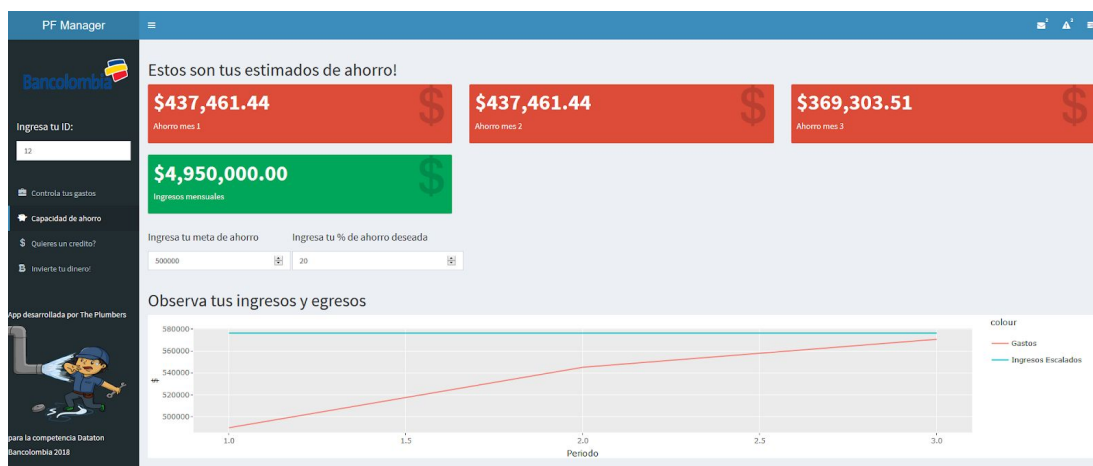 PF Manager
2
3
Bancolombia
Ingresa tu ID:
12
Controla tus gastos
Capacidad de ahorro
$ Quieres un credito?
B Invierte tu dinero!
App desarrollada por The Plumbers
para la competencia Dataton
Bancolombia 2018
Estos son tus estimados de ahorro!
$437,461.44
Ahorro mes 1
$
$437,461.44
Ahorro mes 2
$
$369,303.51
Ahorro mes 3
$
$4,950,000.00
Ingresos mensuales
$
Ingresa tu meta de ahorro
500000
Ingresa tu % de ahorro deseada
20
Observa tus ingresos y egresos
580000
560000
540000
520000
500000
$
1.0
1.5
2.0
2.5
3.0
Periodo
colour
Gastos
Ingresos Escalados